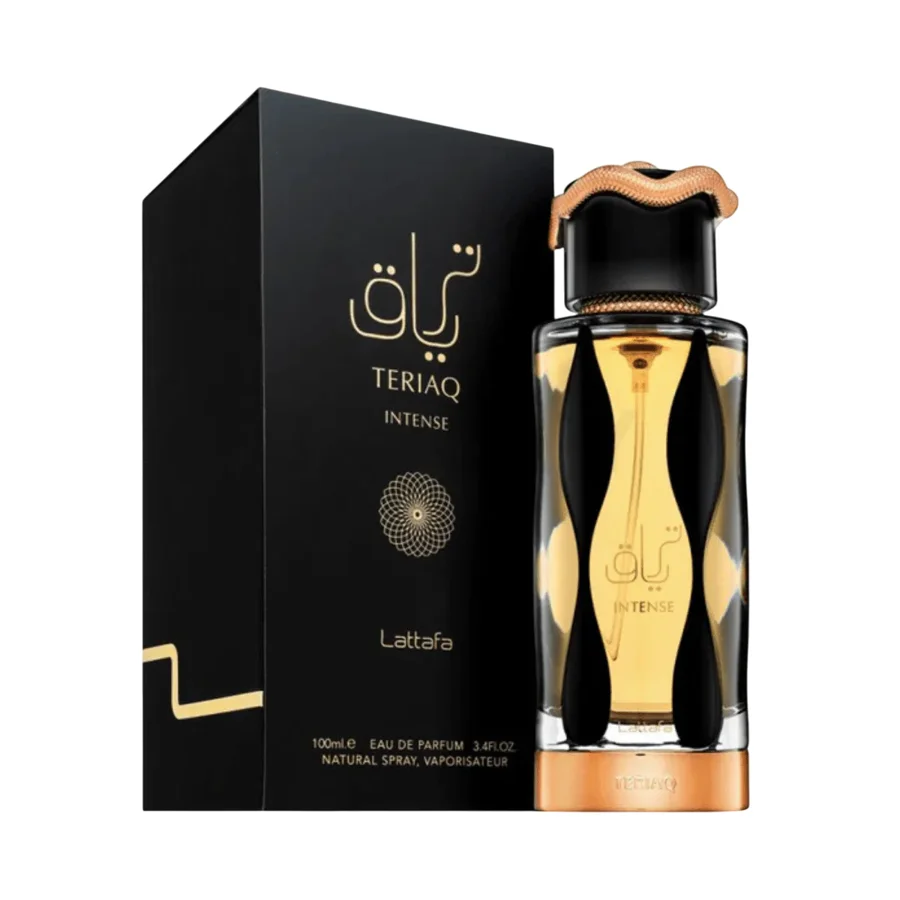 ترياق
TERIAQ
INTENSE
Lattafa
100ml.e EAU DE PARFUM 3.4Fl.OZ.
NATURAL SPRAY, VAPORISATEUR
ترياق
INTENSE
Lattafa
TERIAQ